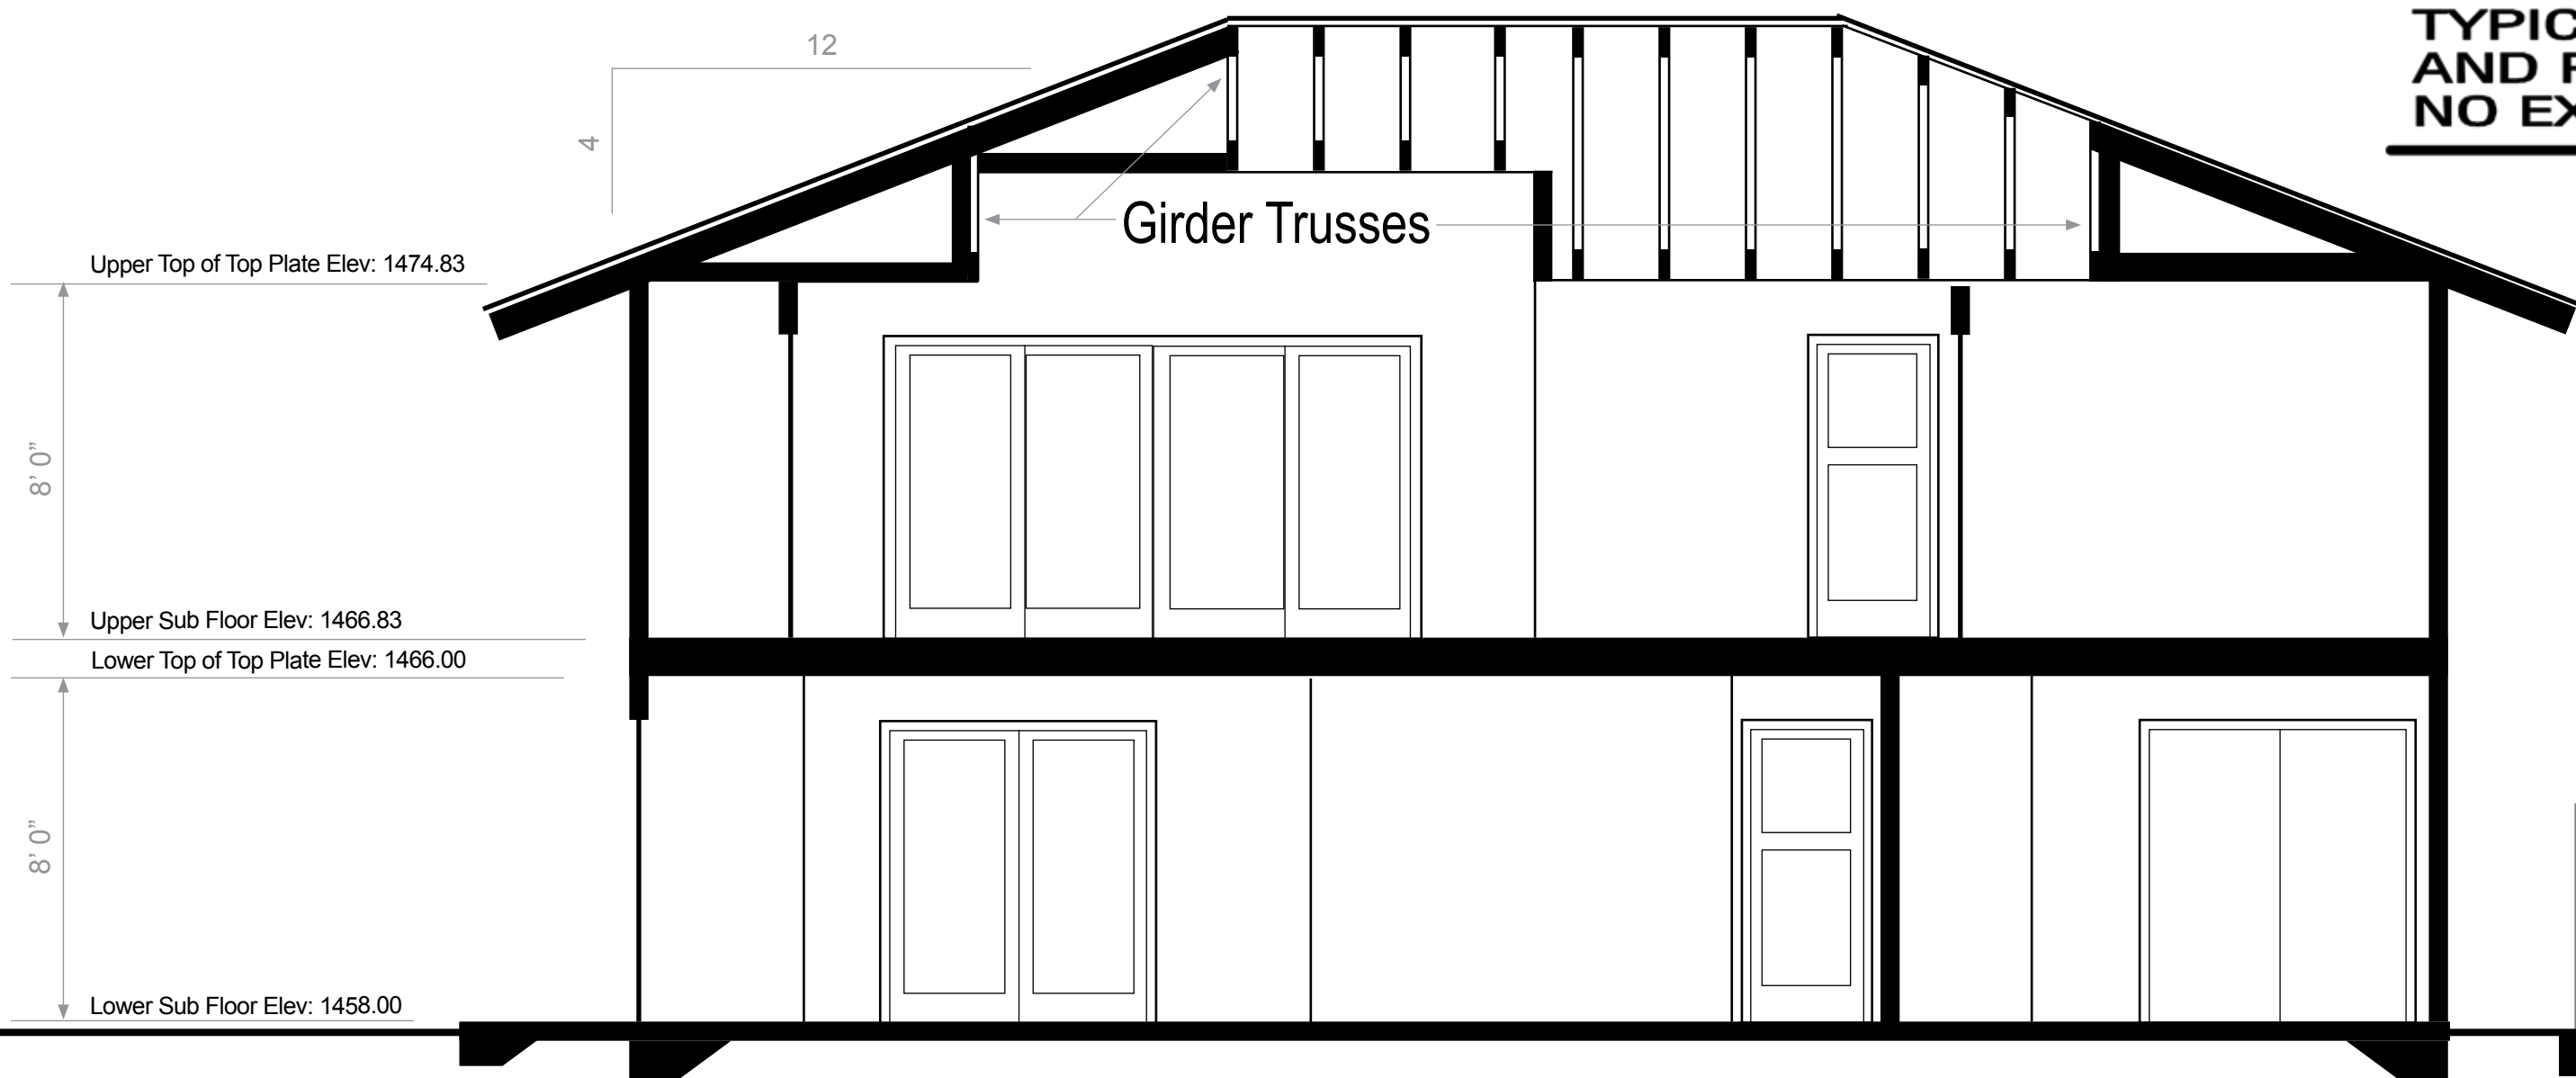 12
TYPIC
AND
NO EX
4
Girder Trusses
Upper Top of Top Plate Elev: 1474.83
8' 0"
Upper Sub Floor Elev: 1466.83
Lower Top of Top Plate Elev: 1466.00
8' 0"
Lower Sub Floor Elev: 1458.00